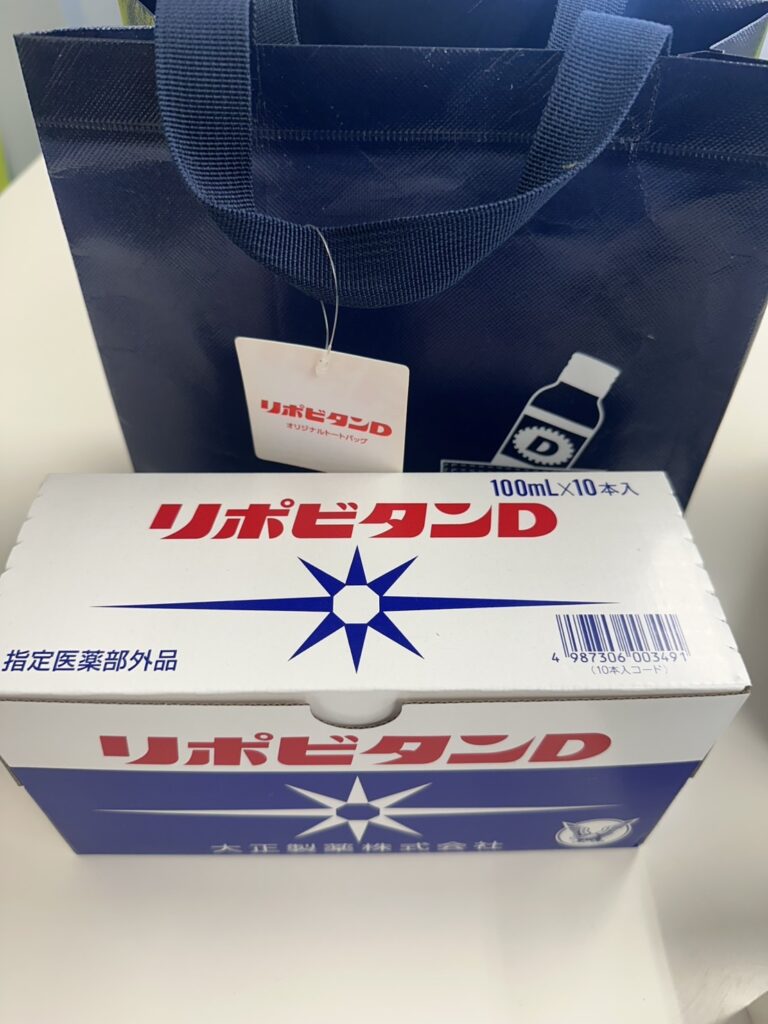 リポビタンD
オリジナルトートバッグ
D
100mL×10本入
リポビタンD
指定医薬部外品
4 987306 003491
(10本入コード)
リポビタンD
大正製薬株式会社